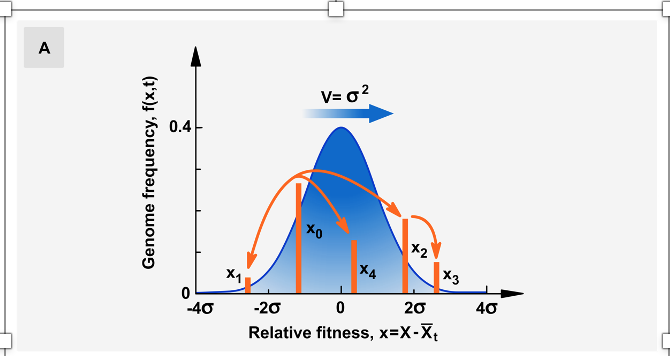 A
V= σ²
Genome frequency, f(x,t)
0.4
0
x₀
x₁
x₂
x₃
x₄
-4σ -2σ 0 2σ 4σ
Relative fitness, x=X-X̅ₜ